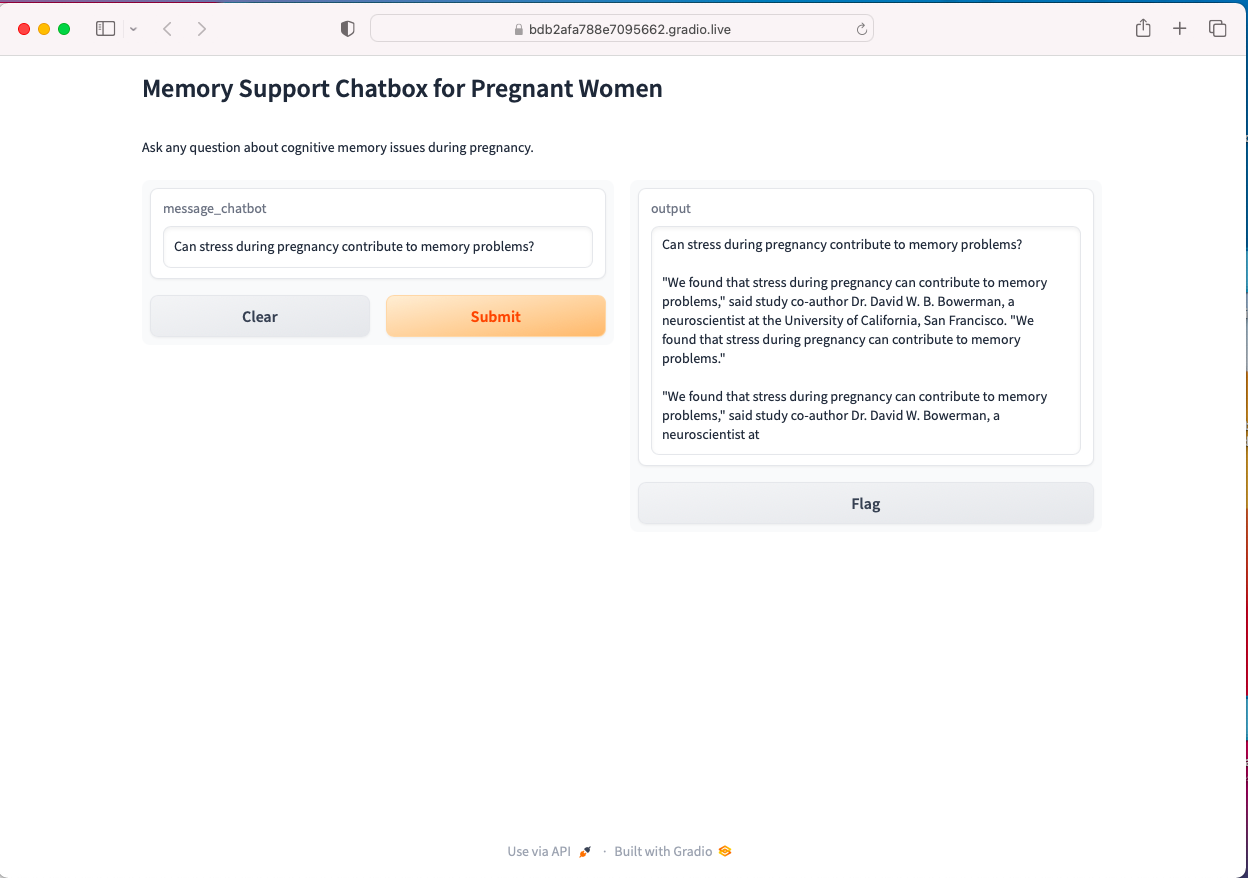 bdb2afa788e7095662.gradio.live
Memory Support Chatbox for Pregnant Women
Ask any question about cognitive memory issues during pregnancy.
message_chatbot
Can stress during pregnancy contribute to memory problems?
Clear
Submit
output
Can stress during pregnancy contribute to memory problems?
"We found that stress during pregnancy can contribute to memory
problems," said study co-author Dr. David W. B. Bowerman, a
neuroscientist at the University of California, San Francisco. "We
found that stress during pregnancy can contribute to memory
problems."
"We found that stress during pregnancy can contribute to memory
problems," said study co-author Dr. David W. Bowerman, a
neuroscientist at
Flag
Use via API · Built with Gradio